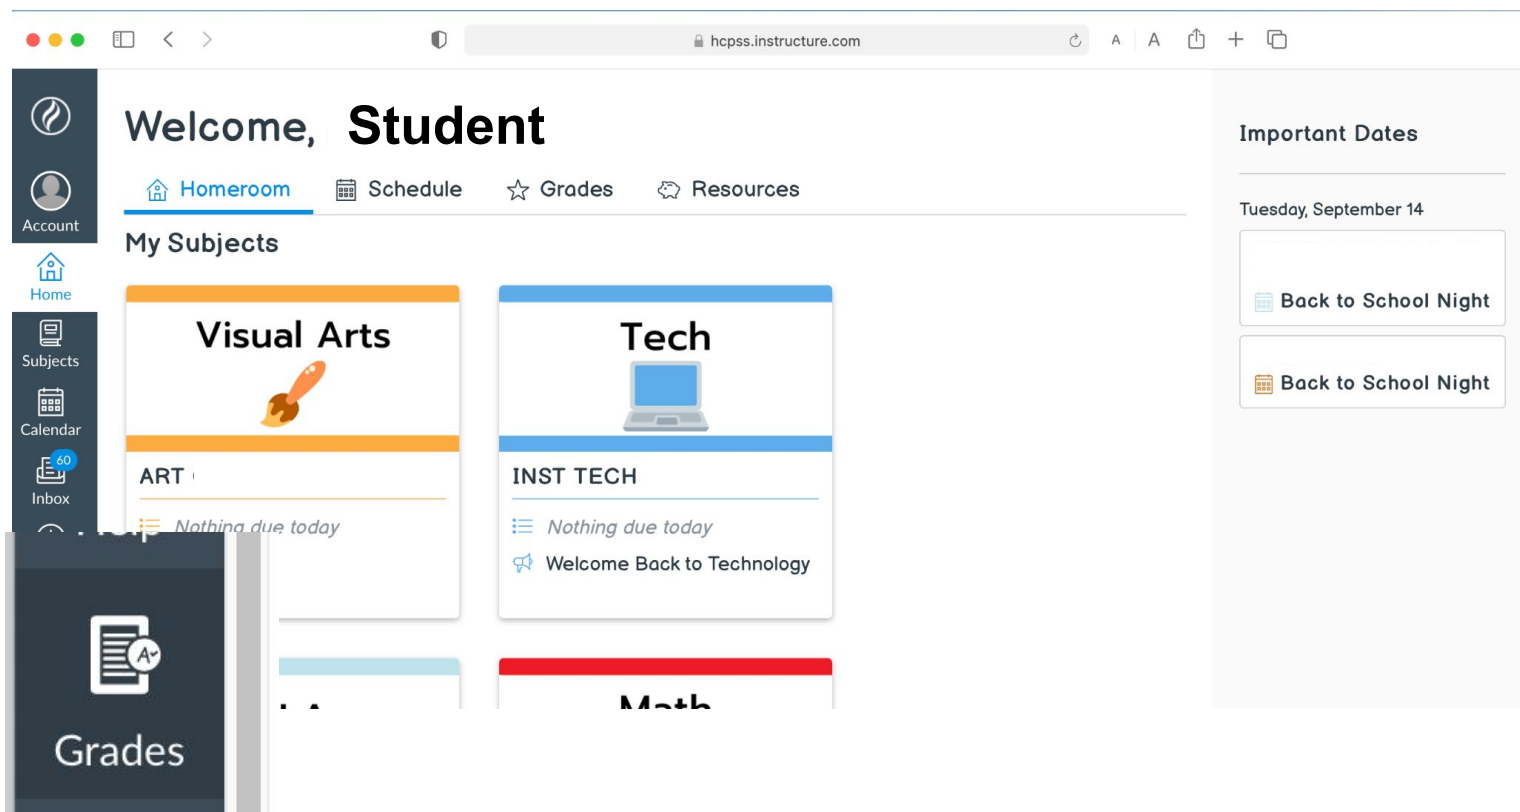 hcpss.instructure.com
A A
Welcome, Student
Homeroom Schedule Grades Resources
My Subjects
Account
Home
Subjects
Calendar
60
Inbox
Help
Grades
Visual Arts
ART
Nothing due today
Tech
INST TECH
Nothing due today
Welcome Back to Technology
Math
Important Dates
Tuesday, September 14
Back to School Night
Back to School Night